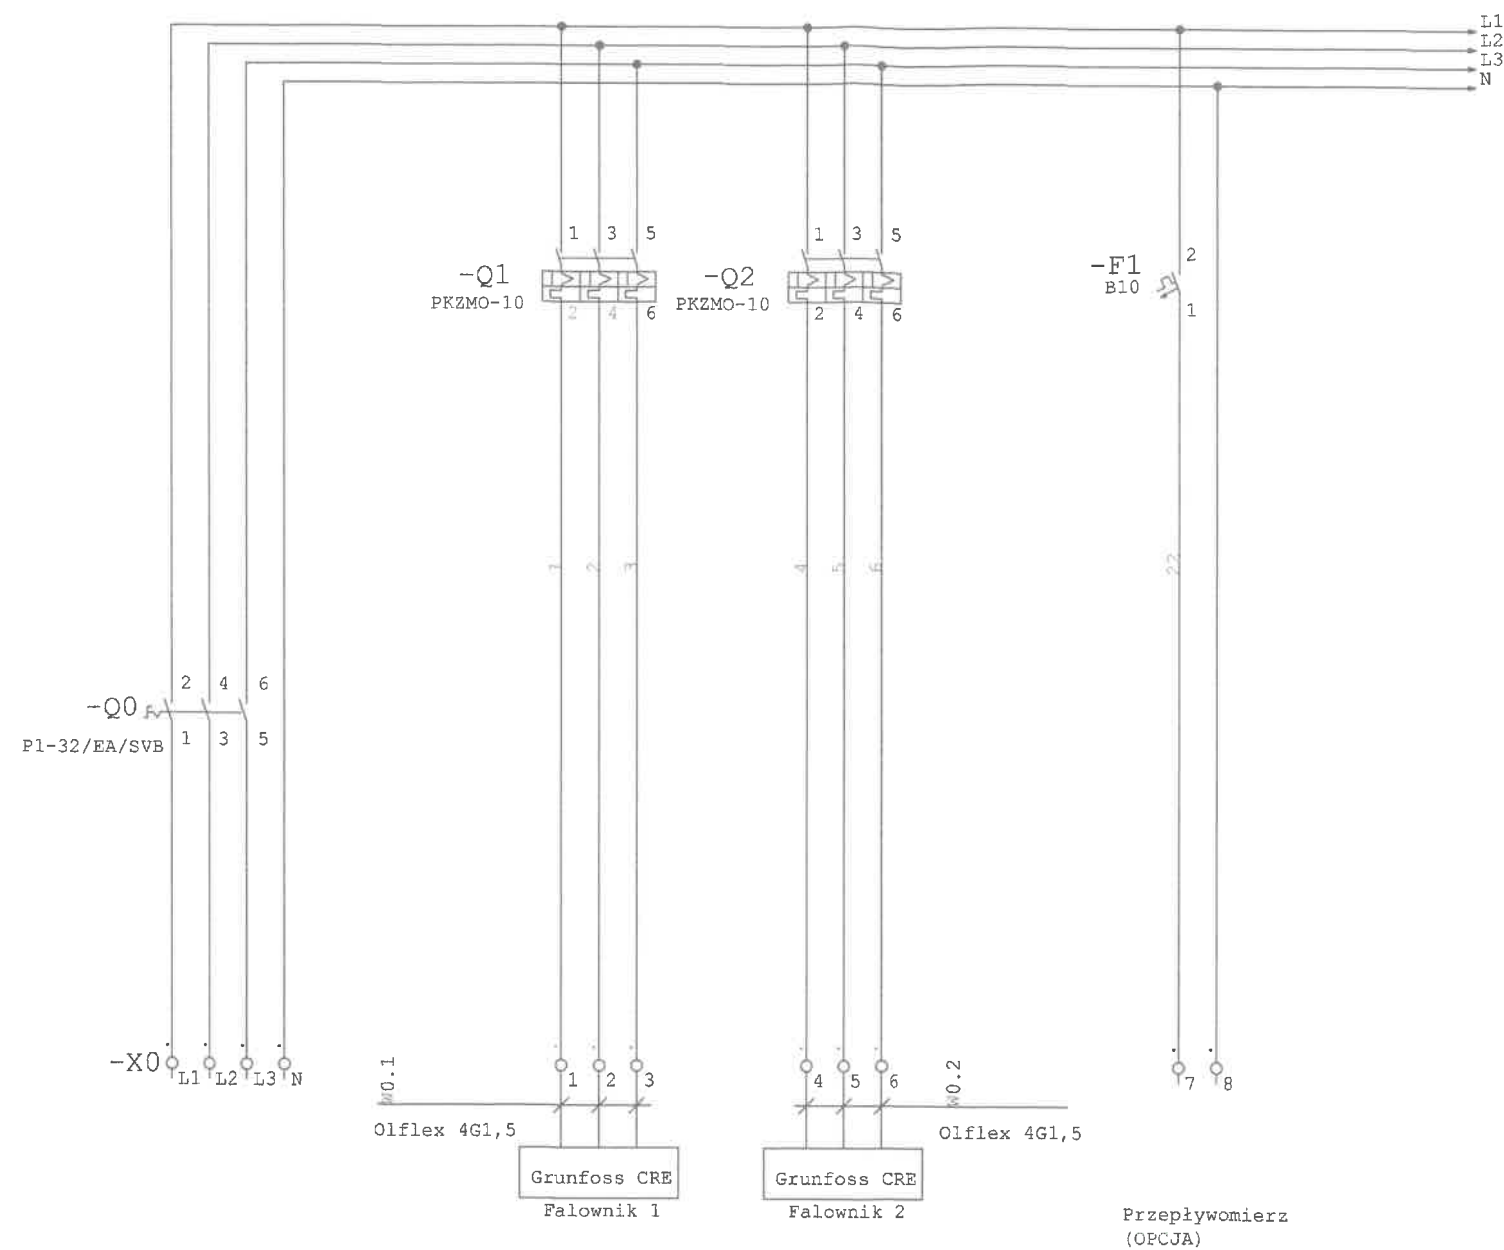 L1
L2
L3
N
1 3 5
-Q1
PKZMO-10
2 4 6
1 3 5
-Q2
PKZMO-10
2 4 6
2
-F1
B10
1
1 2 3
4 5 6
22
2 4 6
-Q0
1 3 5
P1-32/EA/SVB
-X0
L1 L2 L3 N
W0.1
1 2 3
4 5 6
W0.2
7 8
Olflex 4G1,5
Olflex 4G1,5
Grunfoss CRE
Falownik 1
Grunfoss CRE
Falownik 2
Przepływomierz
(OPCJA)